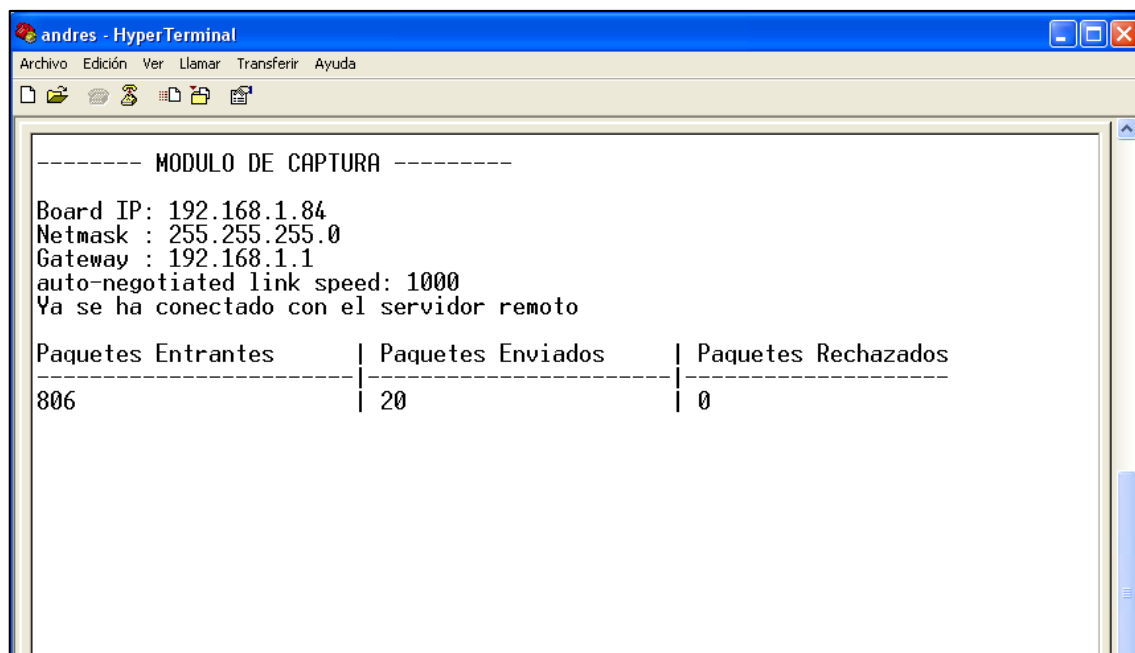 andres - HyperTerminal
Archivo Edición Ver Llamar Transferir Ayuda
-------- MODULO DE CAPTURA ---------
Board IP: 192.168.1.84
Netmask : 255.255.255.0
Gateway : 192.168.1.1
auto-negotiated link speed: 1000
Ya se ha conectado con el servidor remoto
Paquetes Entrantes | Paquetes Enviados | Paquetes Rechazados
------------------------|-----------------------|--------------------
806 | 20 | 0